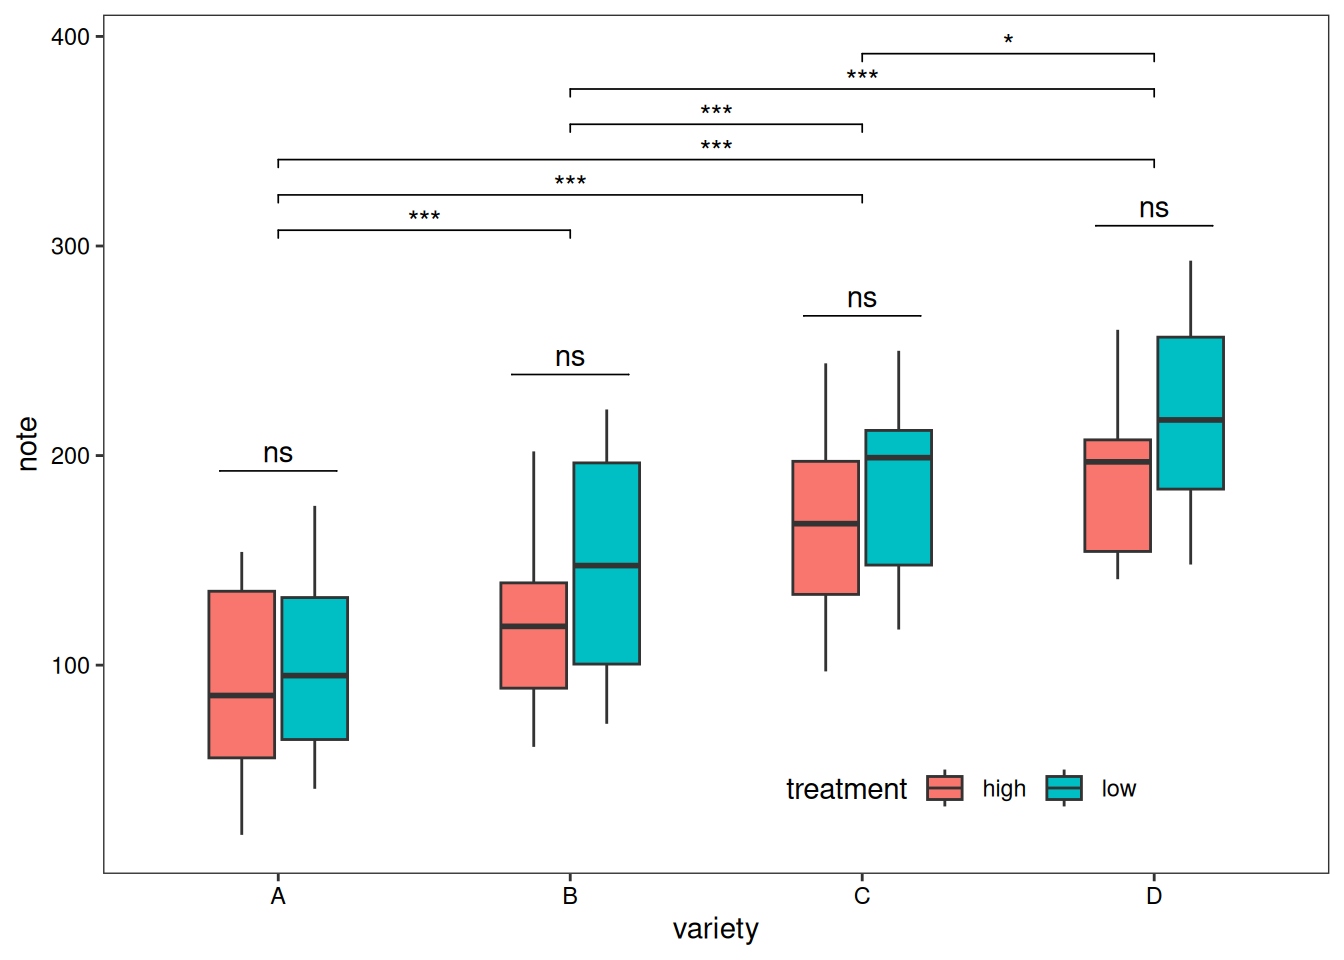 400
*
***
***
***
***
***
ns
300
ns
ns
note
200
ns
100
treatment high low
A B C D
variety